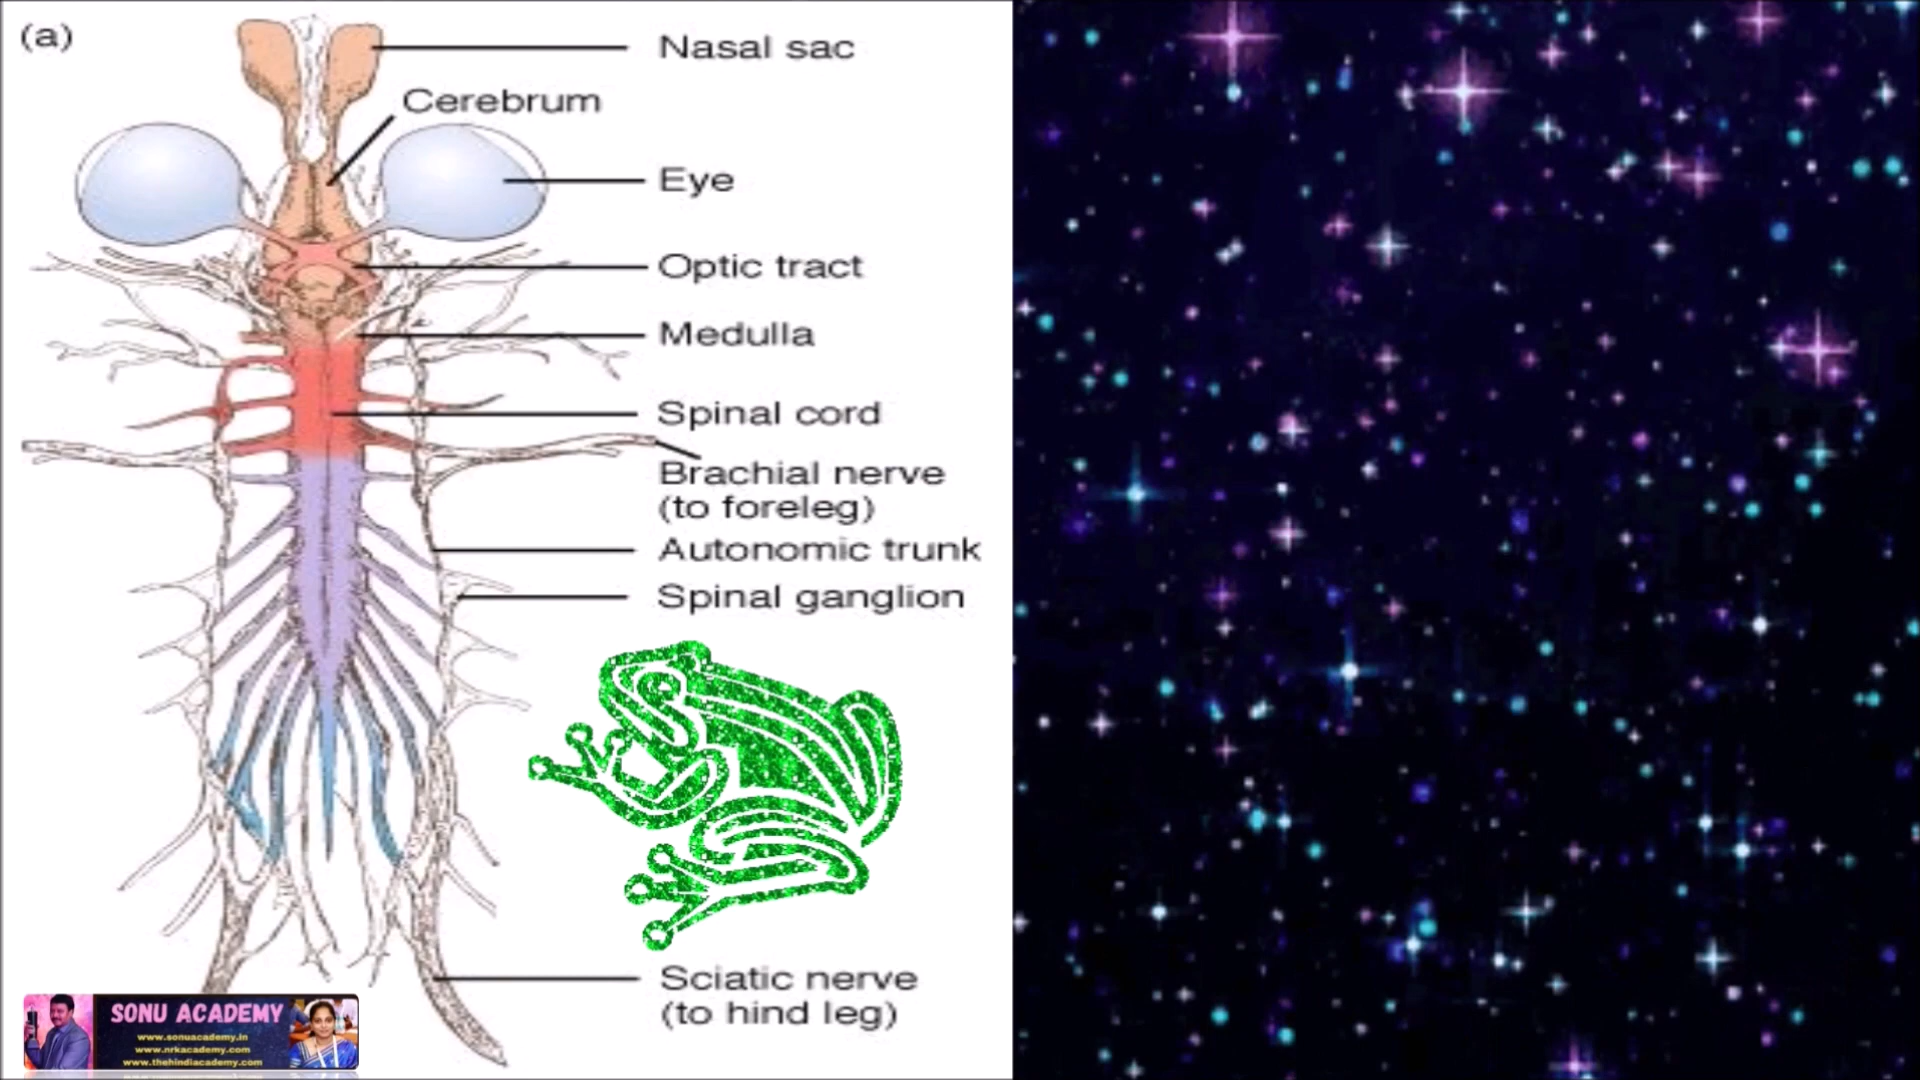 (a)
Nasal sac
Cerebrum
Eye
Optic tract
Medulla
Spinal cord
Brachial nerve
(to foreleg)
Autonomic trunk
Spinal ganglion
Sciatic nerve
(to hind leg)
SONU ACADEMY
www.sonuacademy.in
www.nrkacademy.com
www.thehindiacademy.com